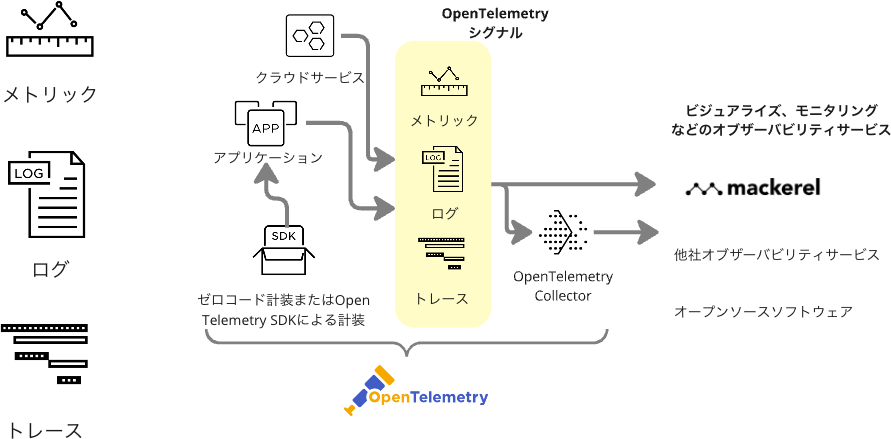 メトリック
LOG
ログ
トレース
クラウドサービス
APP
アプリケーション
SDK
ゼロコード計装またはOpen
Telemetry SDKによる計装
OpenTelemetry
シグナル
メトリック
LOG
ログ
トレース
OpenTelemetry
Collector
ビジュアライズ、モニタリング
などのオブザーバビリティサービス
mackerel
他社オブザーバビリティサービス
オープンソースソフトウェア
OpenTelemetry